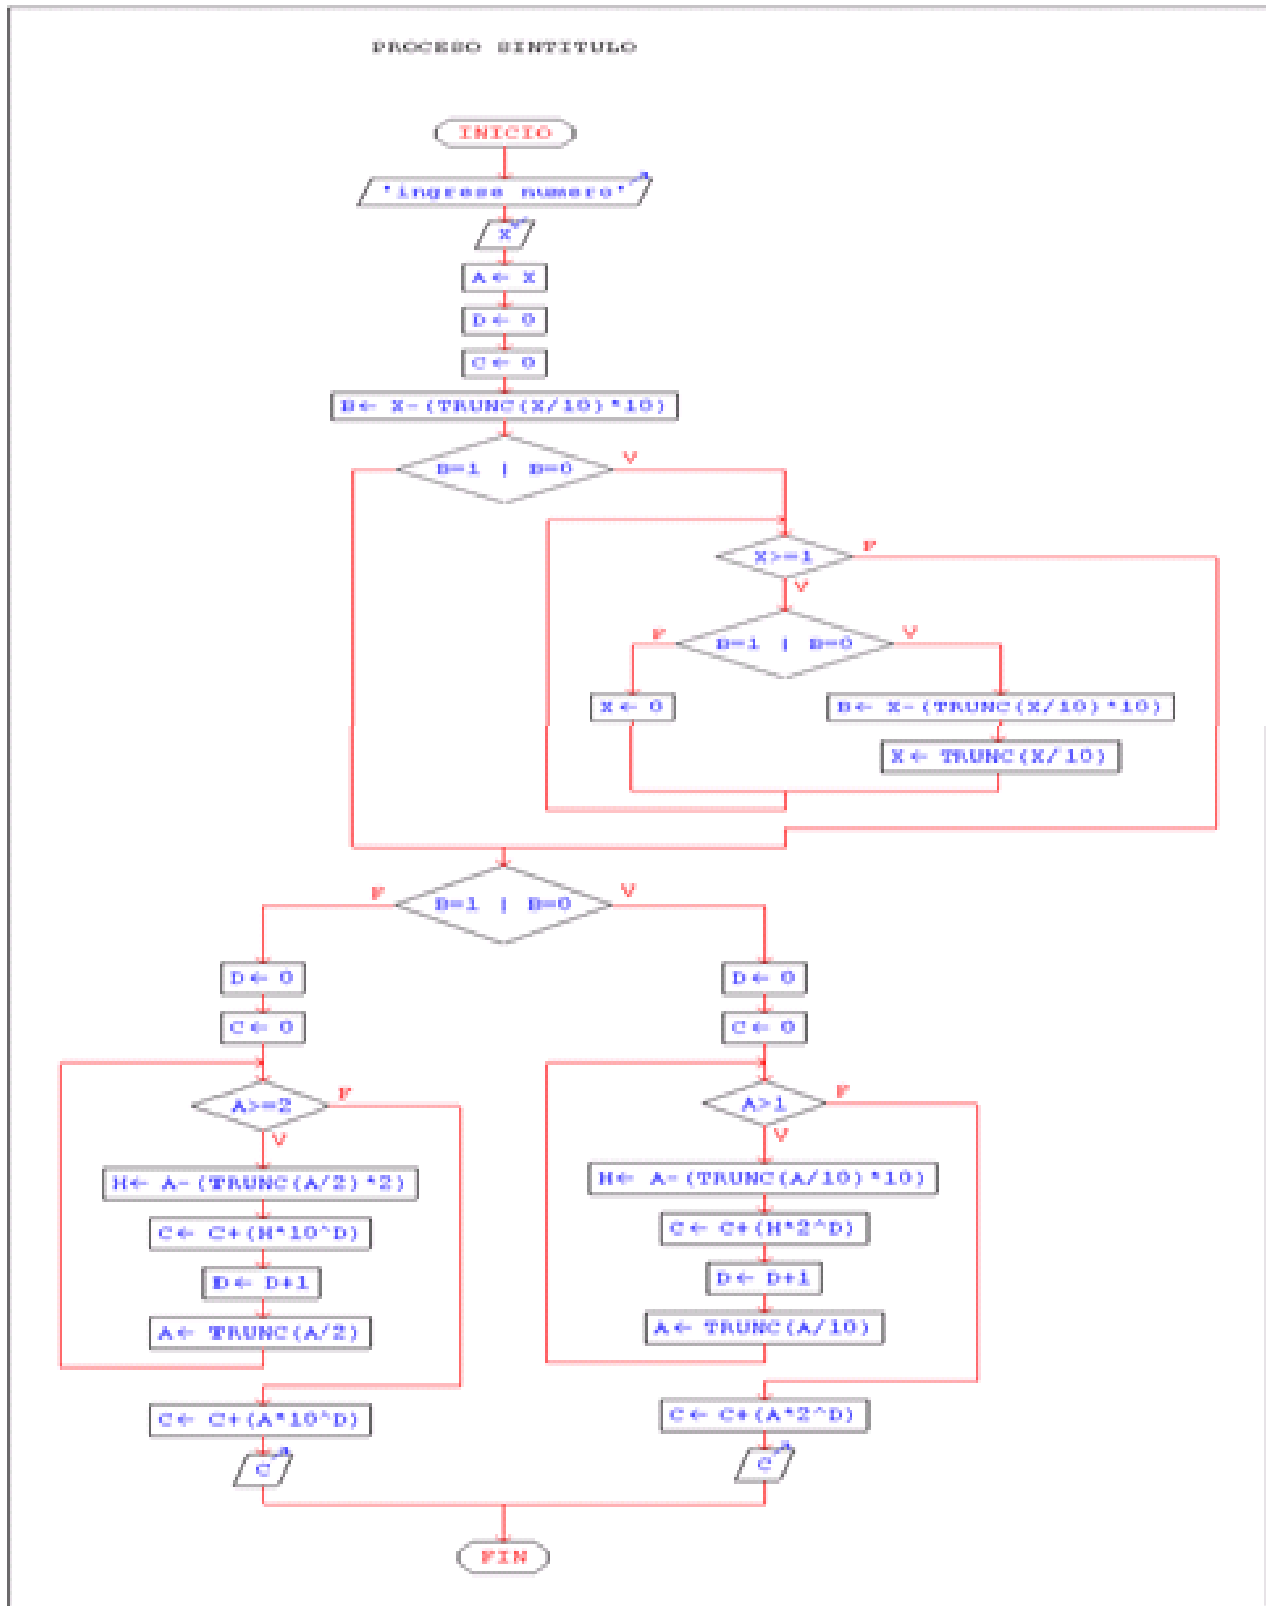 PROCESO SINTITULO
INICIO
"ingrese numero"
X
A ← X
D ← 0
C ← 0
B ← X-(TRUNC(X/10)*10)
B=1 | B=0
V
X>=1
F
V
B=1 | B=0
F
V
X ← 0
B ← X-(TRUNC(X/10)*10)
X ← TRUNC(X/10)
B=1 | B=0
F
V
D ← 0
D ← 0
C ← 0
C ← 0
A>=2
F
V
A>1
F
V
H ← A-(TRUNC(A/2)*2)
H ← A-(TRUNC(A/10)*10)
C ← C+(H*10^D)
C ← C+(H*2^D)
D ← D+1
D ← D+1
A ← TRUNC(A/2)
A ← TRUNC(A/10)
C ← C+(A*10^D)
C ← C+(A*2^D)
C
C
FIN